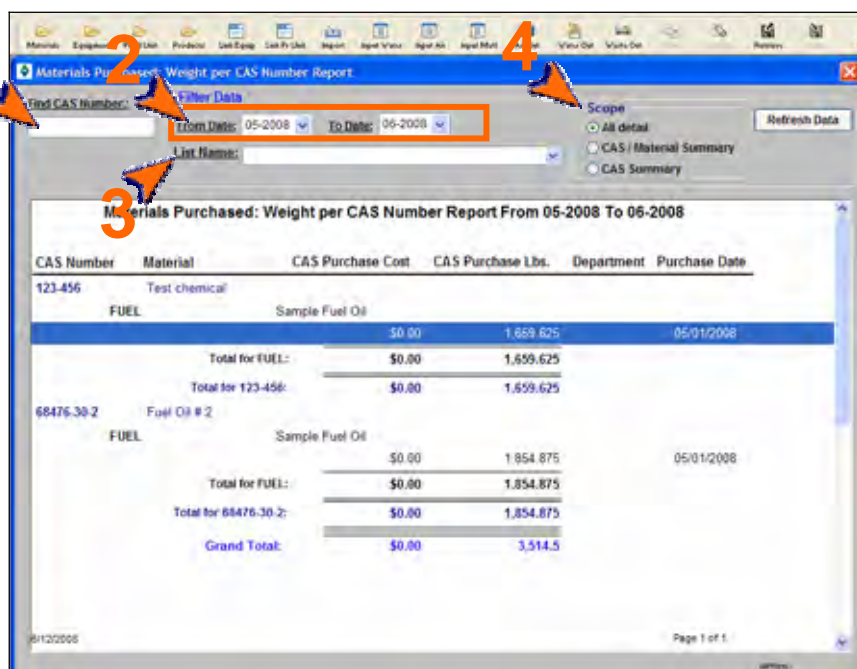 Materials Equipment Products Link Equip Link Pr Unit Import Input View Input Air Input Mult View Out Works Out Retrieve
2 4
Materials Purchased: Weight per CAS Number Report
Find CAS Number: Filter Data Scope
From Date: 05-2008 To Date: 06-2008 All detail Refresh Data
List Name: CAS / Material Summary
CAS Summary
3
Materials Purchased: Weight per CAS Number Report From 05-2008 To 06-2008
CAS Number Material CAS Purchase Cost CAS Purchase Lbs. Department Purchase Date
123-456 Test chemical
FUEL Sample Fuel Oil
$0.00 1,659.625 05/01/2008
Total for FUEL: $0.00 1,659.625
Total for 123-456: $0.00 1,659.625
68476-30-2 Fuel Oil # 2
FUEL Sample Fuel Oil
$0.00 1,854.875 05/01/2008
Total for FUEL: $0.00 1,854.875
Total for 68476-30-2: $0.00 1,854.875
Grand Total: $0.00 3,514.5
6/12/2008 Page 1 of 1